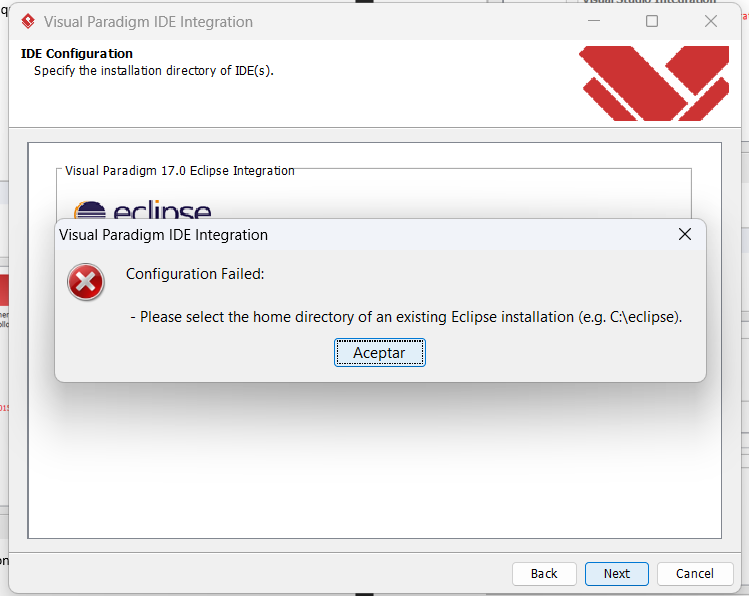 Visual Paradigm IDE Integration
IDE Configuration
Specify the installation directory of IDE(s).
Visual Paradigm 17.0 Eclipse Integration
eclipse
Visual Paradigm IDE Integration
Configuration Failed:
- Please select the home directory of an existing Eclipse installation (e.g. C:\eclipse).
Aceptar
Back
Next
Cancel